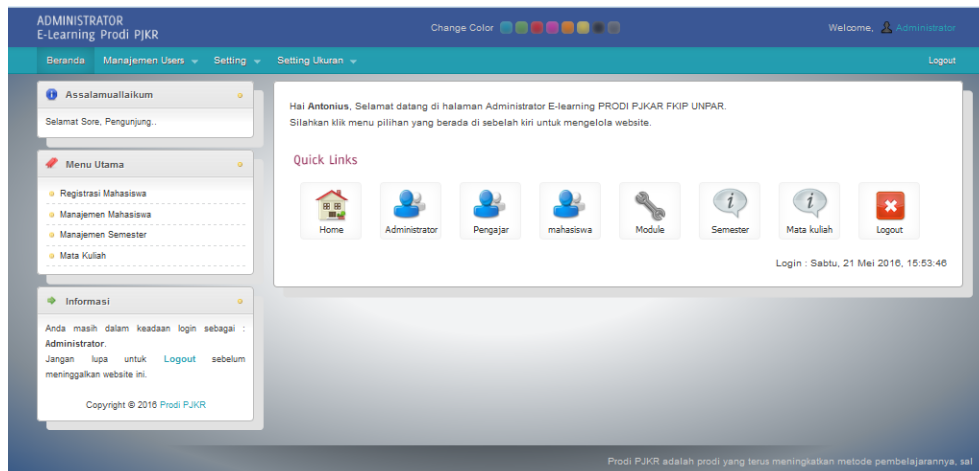 ADMINISTRATOR
E-Learning Prodi PJKR
Change Color
Welcome, Administrator
Beranda Manajemen Users Setting Setting Ukuran Logout
Assalamuallaikum
Selamat Sore, Pengunjung..
Menu Utama
Registrasi Mahasiswa
Manajemen Mahasiswa
Manajemen Semester
Mata Kuliah
Informasi
Anda masih dalam keadaan login sebagai :
Administrator.
Jangan lupa untuk Logout sebelum
meninggalkan website ini.
Copyright © 2016 Prodi PJKR
Hai Antonius, Selamat datang di halaman Administrator E-learning PRODI PJKAR FKIP UNPAR.
Silahkan klik menu pilihan yang berada di sebelah kiri untuk mengelola website.
Quick Links
Home Administrator Pengajar mahasiswa Module Semester Mata kuliah Logout
Login : Sabtu, 21 Mei 2016, 15:53:46
Prodi PJKR adalah prodi yang terus meningkatkan metode pembelajarannya, sal